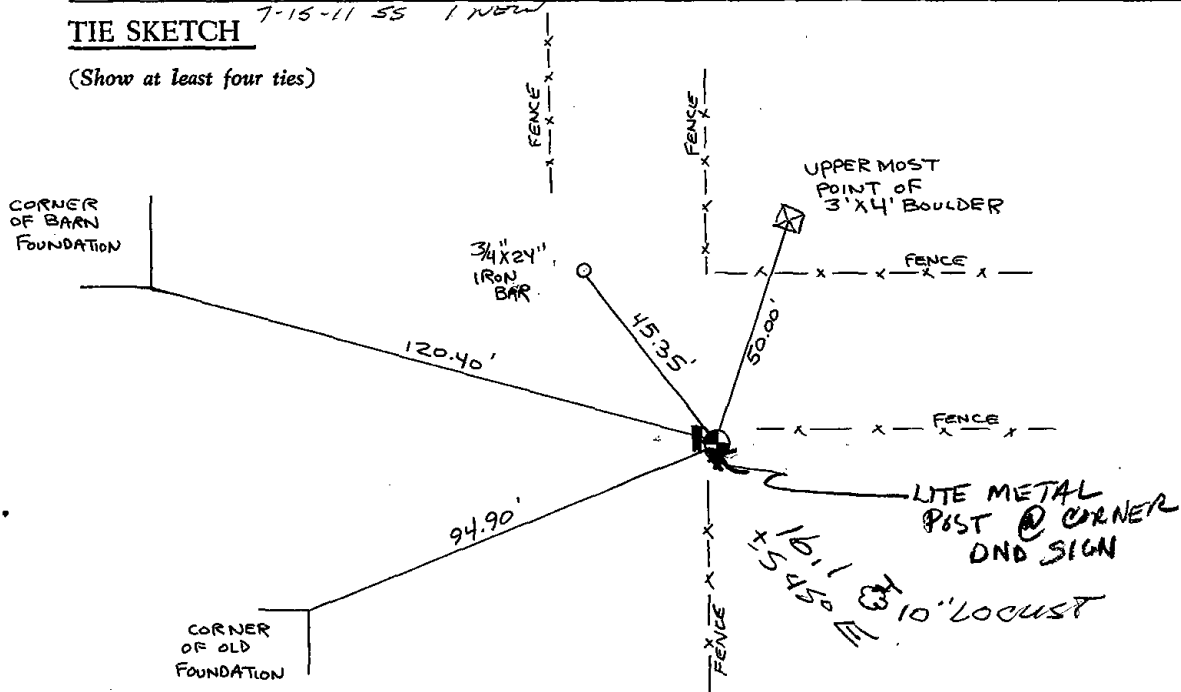 7-15-11 SS 1 NEW
TIE SKETCH
(Show at least four ties)
FENCE
FENCE
UPPER MOST
POINT OF
3'X4' BOULDER
CORNER
OF BARN
FOUNDATION
3/4"X24"
IRON
BAR
FENCE
45.35'
50.00'
120.40'
FENCE
94.90'
LITE METAL
POST @ CORNER
DND SIGN
16.1
S 45° E
10" LOCUST
FENCE
CORNER
OF OLD
FOUNDATION